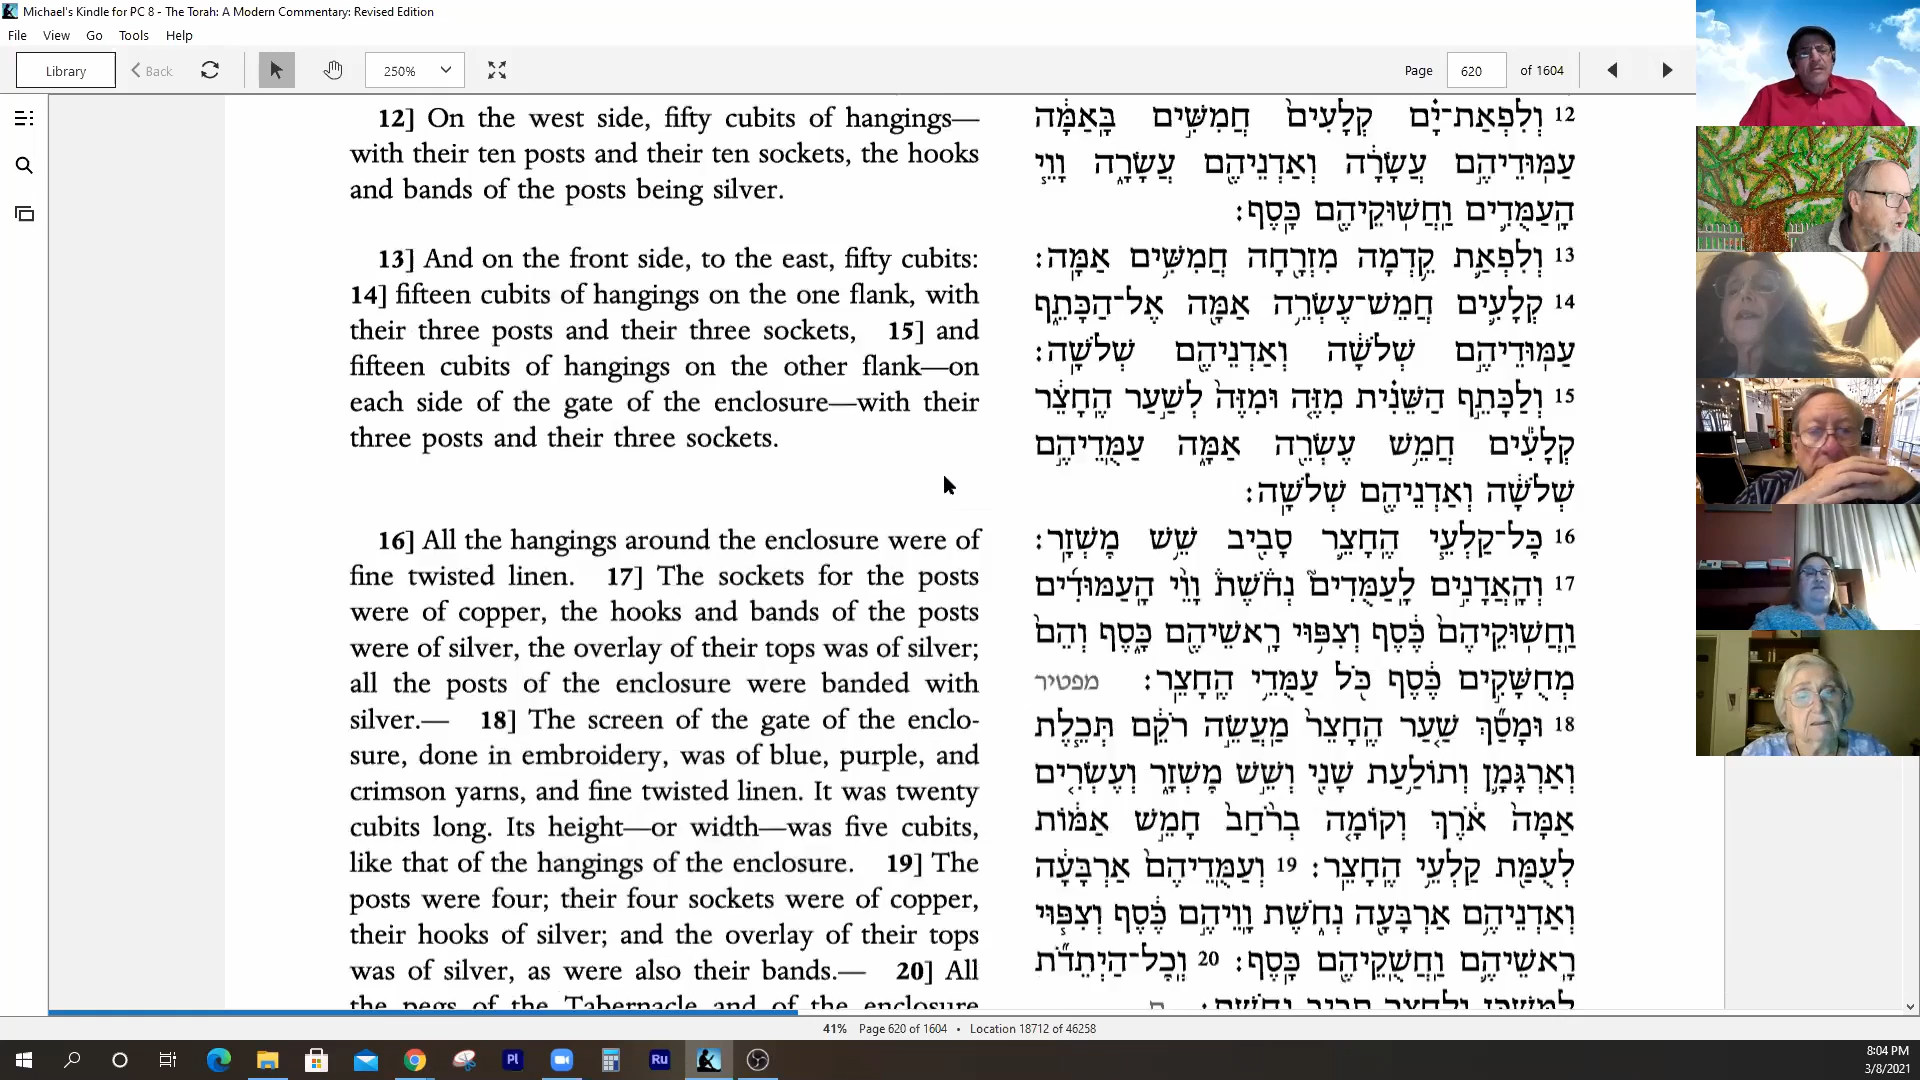 Michael's Kindle for PC 8 - The Torah: A Modern Commentary: Revised Edition
File View Go Tools Help
Library Back 250% Page 620 of 1604
12] On the west side, fifty cubits of hangings—
with their ten posts and their ten sockets, the hooks
and bands of the posts being silver.
13] And on the front side, to the east, fifty cubits:
14] fifteen cubits of hangings on the one flank, with
their three posts and their three sockets, 15] and
fifteen cubits of hangings on the other flank—on
each side of the gate of the enclosure—with their
three posts and their three sockets.
16] All the hangings around the enclosure were of
fine twisted linen. 17] The sockets for the posts
were of copper, the hooks and bands of the posts
were of silver, the overlay of their tops was of silver;
all the posts of the enclosure were banded with
silver.— 18] The screen of the gate of the enclo-
sure, done in embroidery, was of blue, purple, and
crimson yarns, and fine twisted linen. It was twenty
cubits long. Its height—or width—was five cubits,
like that of the hangings of the enclosure. 19] The
posts were four; their four sockets were of copper,
their hooks of silver; and the overlay of their tops
was of silver, as were also their bands.— 20] All
the pegs of the Tabernacle and of the enclosure
12 וְלִפְאַת־יָ֗ם קְלָעִים֙ חֲמִשִּׁ֣ים בָּֽאַמָּ֔ה
עַמּֽוּדֵיהֶ֣ם עֲשָׂרָ֔ה וְאַדְנֵיהֶ֖ם עֲשָׂרָ֑ה וָוֵ֧י
הָֽעַמֻּדִ֛ים וַחֲשׁוּקֵיהֶ֖ם כָּֽסֶף׃
13 וְלִפְאַ֛ת קֵ֥דְמָה מִזְרָ֖חָה חֲמִשִּׁ֥ים אַמָּֽה׃
14 קְלָעִ֛ים חֲמֵשׁ־עֶשְׂרֵ֥ה אַמָּ֖ה אֶל־הַכָּתֵ֑ף
עַמּוּדֵיהֶ֣ם שְׁלֹשָׁ֔ה וְאַדְנֵיהֶ֖ם שְׁלֹשָֽׁה׃
15 וְלַכָּתֵ֣ף הַשֵּׁנִ֗ית מִזֶּ֤ה וּמִזֶּה֙ לְשַׁ֣עַר הֶֽחָצֵ֔ר
קְלָעִ֕ים חֲמֵ֥שׁ עֶשְׂרֵ֖ה אַמָּ֑ה עַמֻּדֵיהֶ֣ם
שְׁלֹשָׁ֔ה וְאַדְנֵיהֶ֖ם שְׁלֹשָֽׁה׃
16 כׇּל־קַלְעֵ֧י הֶחָצֵ֛ר סָבִ֖יב שֵׁ֥שׁ מׇשְׁזָֽר׃
17 וְהָאֲדָנִ֣ים לָֽעַמֻּדִים֮ נְחֹ֒שֶׁת֒ וָוֵ֨י הָֽעַמּוּדִ֜ים
וַחֲשׁוּקֵיהֶם֙ כֶּ֔סֶף וְצִפּ֥וּי רָאשֵׁיהֶ֖ם כָּ֑סֶף וְהֵם֙
מְחֻשָּׁקִ֣ים כֶּ֔סֶף כֹּ֖ל עַמֻּדֵ֥י הֶחָצֵֽר׃ מפטיר
18 וּמָסַ֞ךְ שַׁ֤עַר הֶחָצֵר֙ מַעֲשֵׂ֣ה רֹקֵ֔ם תְּכֵ֧לֶת
וְאַרְגָּמָ֛ן וְתוֹלַ֥עַת שָׁנִ֖י וְשֵׁ֣שׁ מׇשְׁזָ֑ר וְעֶשְׂרִ֤ים
אַמָּה֙ אֹ֔רֶךְ וְקוֹמָ֤ה בְרֹ֙חַב֙ חָמֵ֣שׁ אַמּ֔וֹת
לְעֻמַּ֖ת קַלְעֵ֥י הֶחָצֵֽר׃ 19 וְעַמֻּֽדֵיהֶם֙ אַרְבָּעָ֔ה
וְאַדְנֵיהֶ֥ם אַרְבָּעָ֖ה נְחֹ֑שֶׁת וָוֵיהֶ֣ם כֶּ֔סֶף וְצִפּ֧וּי
רָאשֵׁיהֶ֛ם וַחֲשֻׁקֵיהֶ֖ם כָּֽסֶף׃ 20 וְֽכׇל־הַיְתֵדֹ֞ת
לַמִּשְׁכָּ֧ן וְלֶחָצֵ֛ר סָבִ֖יב נְחֹֽשֶׁת׃ ס
41% Page 620 of 1604 • Location 18712 of 46258
Pl Ru
8:04 PM
3/8/2021